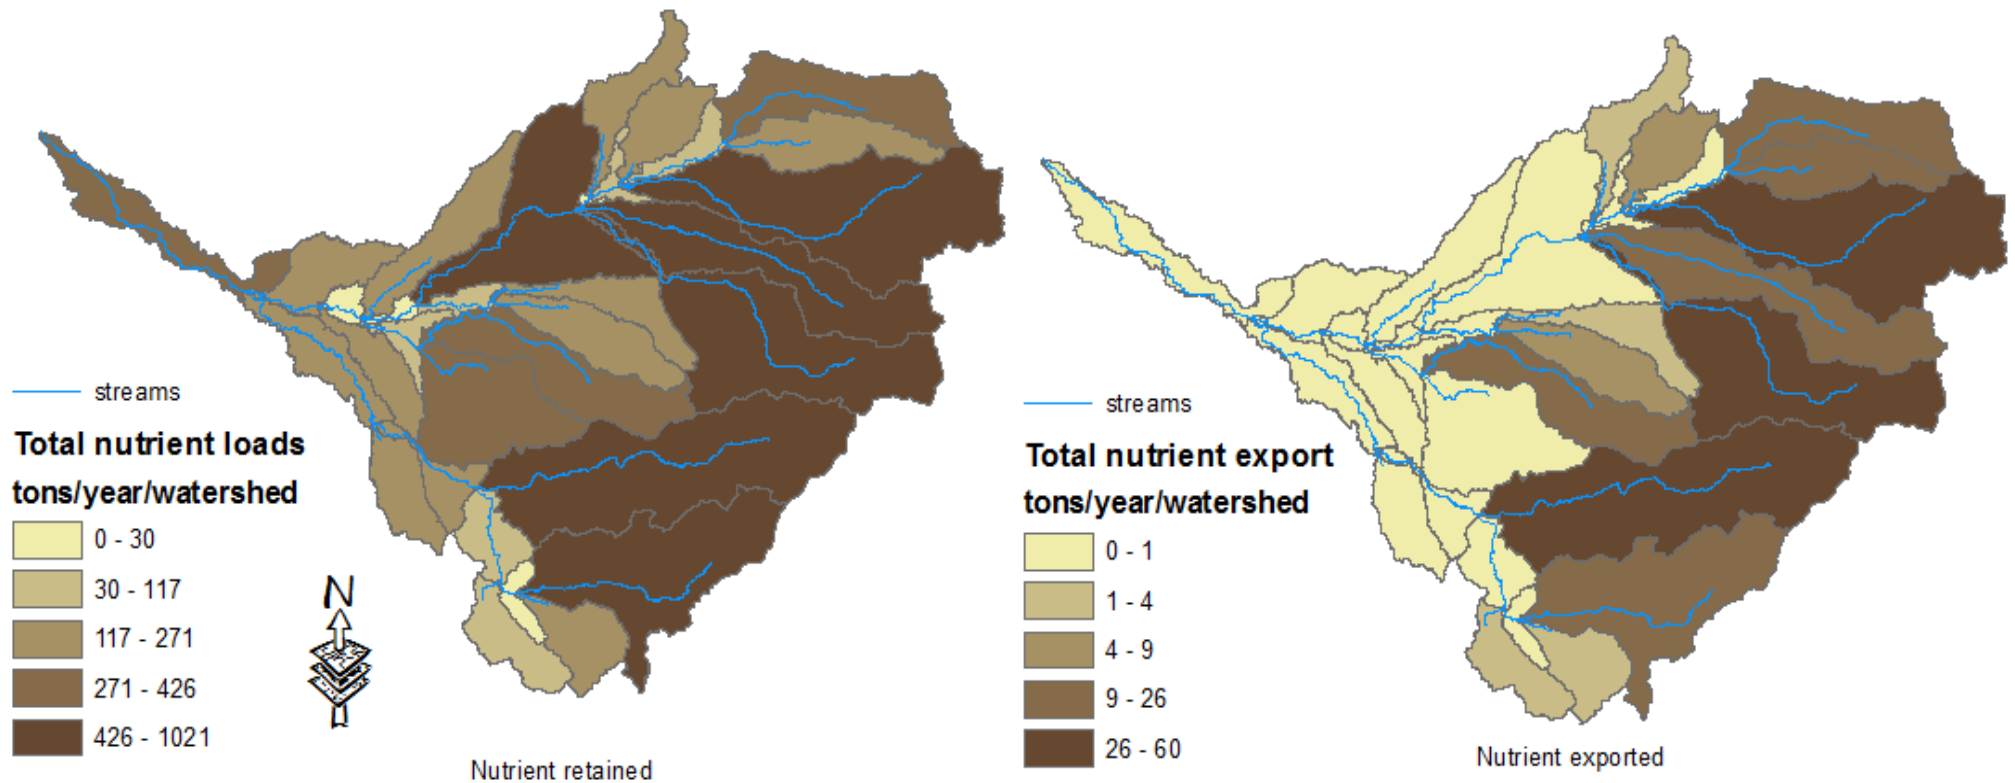 streams
Total nutrient loads
tons/year/watershed
0 - 30
30 - 117
117 - 271
271 - 426
426 - 1021
N
Nutrient retained
streams
Total nutrient export
tons/year/watershed
0 - 1
1 - 4
4 - 9
9 - 26
26 - 60
Nutrient exported